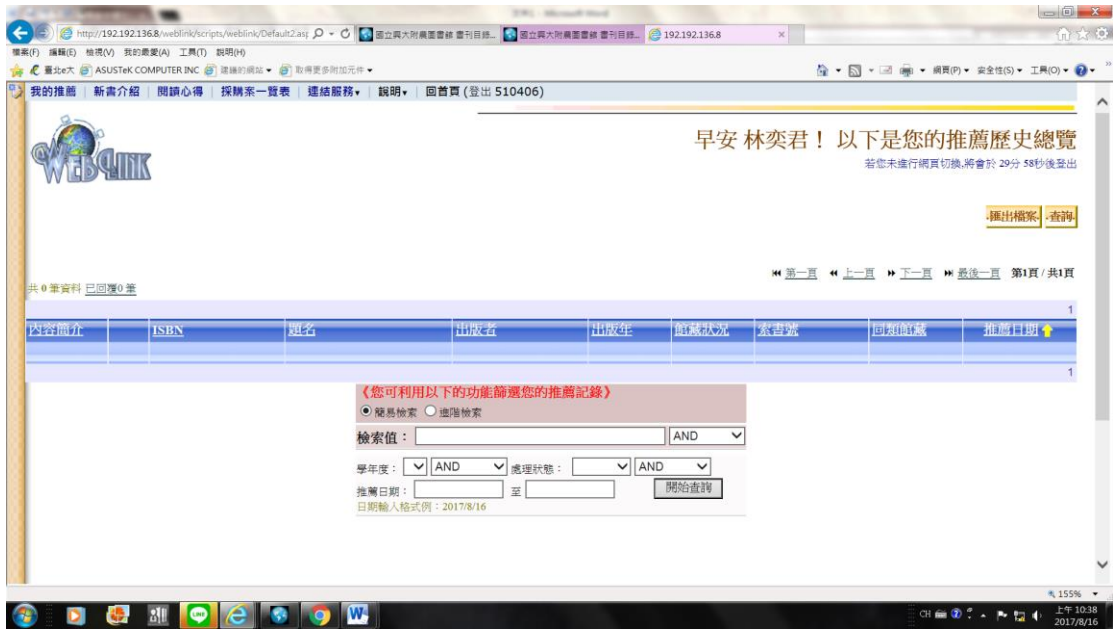 文件1 - Microsoft Word
http://192.192.136.8/weblink/scripts/weblink/Default2.asp
國立興大附農圖書館 書刊目錄...
國立興大附農圖書館 書刊目錄...
192.192.136.8
檔案(F) 編輯(E) 檢視(V) 我的最愛(A) 工具(T) 說明(H)
臺北e大 ASUSTeK COMPUTER INC 建議的網站 取得更多附加元件
網頁(P) 安全性(S) 工具(O)
我的推薦 新書介紹 閱讀心得 採購案一覽表 連結服務 說明 回首頁 (登出 510406)
WEBLINK
早安 林奕君！ 以下是您的推薦歷史總覽
若您未進行網頁切換,將會於 29分 58秒後登出
匯出檔案 查詢
第一頁 上一頁 下一頁 最後一頁 第1頁 / 共1頁
共 0 筆資料 已回覆0 筆
1
內容簡介 ISBN 題名 出版者 出版年 館藏狀況 索書號 同類館藏 推薦日期
1
《您可利用以下的功能篩選您的推薦記錄》
簡易檢索 進階檢索
檢索值： AND
學年度： AND 處理狀態： AND
推薦日期： 至 開始查詢
日期輸入格式例：2017/8/16
155%
CH 上午 10:38
2017/8/16